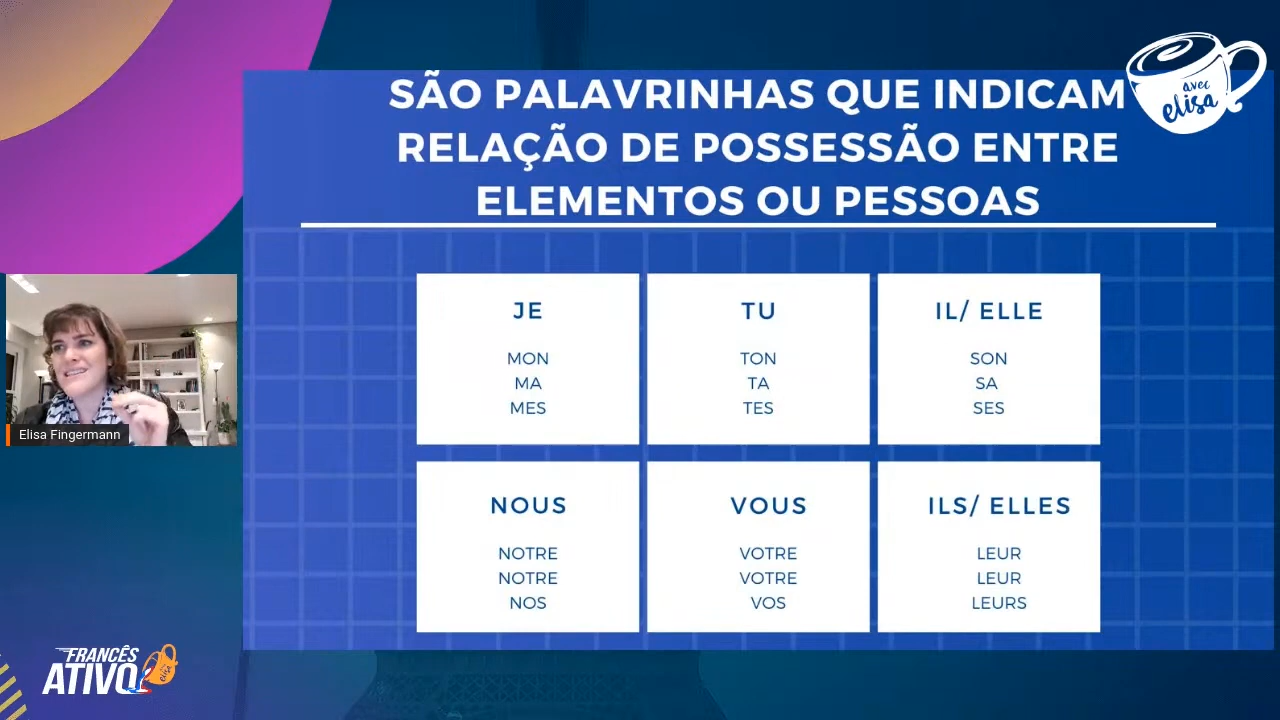 SÃO PALAVRINHAS QUE INDICAM
RELAÇÃO DE POSSESSÃO ENTRE
ELEMENTOS OU PESSOAS
avec
elisa
JE
MON
MA
MES
TU
TON
TA
TES
IL/ ELLE
SON
SA
SES
NOUS
NOTRE
NOTRE
NOS
VOUS
VOTRE
VOTRE
VOS
ILS/ ELLES
LEUR
LEUR
LEURS
Elisa Fingermann
FRANCÊS
ATIVO
elisa